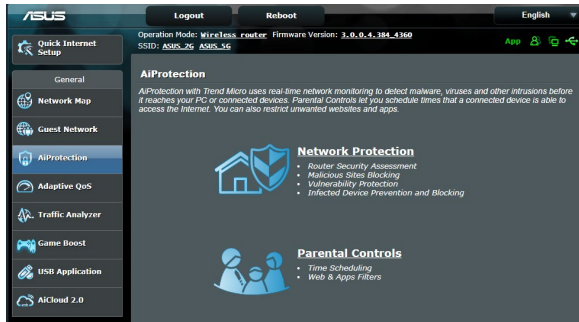 ASUS
Logout
Reboot
English
Quick Internet
Setup
Operation Mode: Wireless router Firmware Version: 3.0.0.4.384_4360
SSID: ASUS_2G ASUS_5G
App
General
Network Map
Guest Network
AiProtection
Adaptive QoS
Traffic Analyzer
Game Boost
USB Application
AiCloud 2.0
AiProtection
AiProtection with Trend Micro uses real-time network monitoring to detect malware, viruses and other intrusions before
it reaches your PC or connected devices. Parental Controls let you schedule times that a connected device is able to
access the Internet. You can also restrict unwanted websites and apps.
Network Protection
• Router Security Assessment
• Malicious Sites Blocking
• Vulnerability Protection
• Infected Device Prevention and Blocking
Parental Controls
• Time Scheduling
• Web & Apps Filters